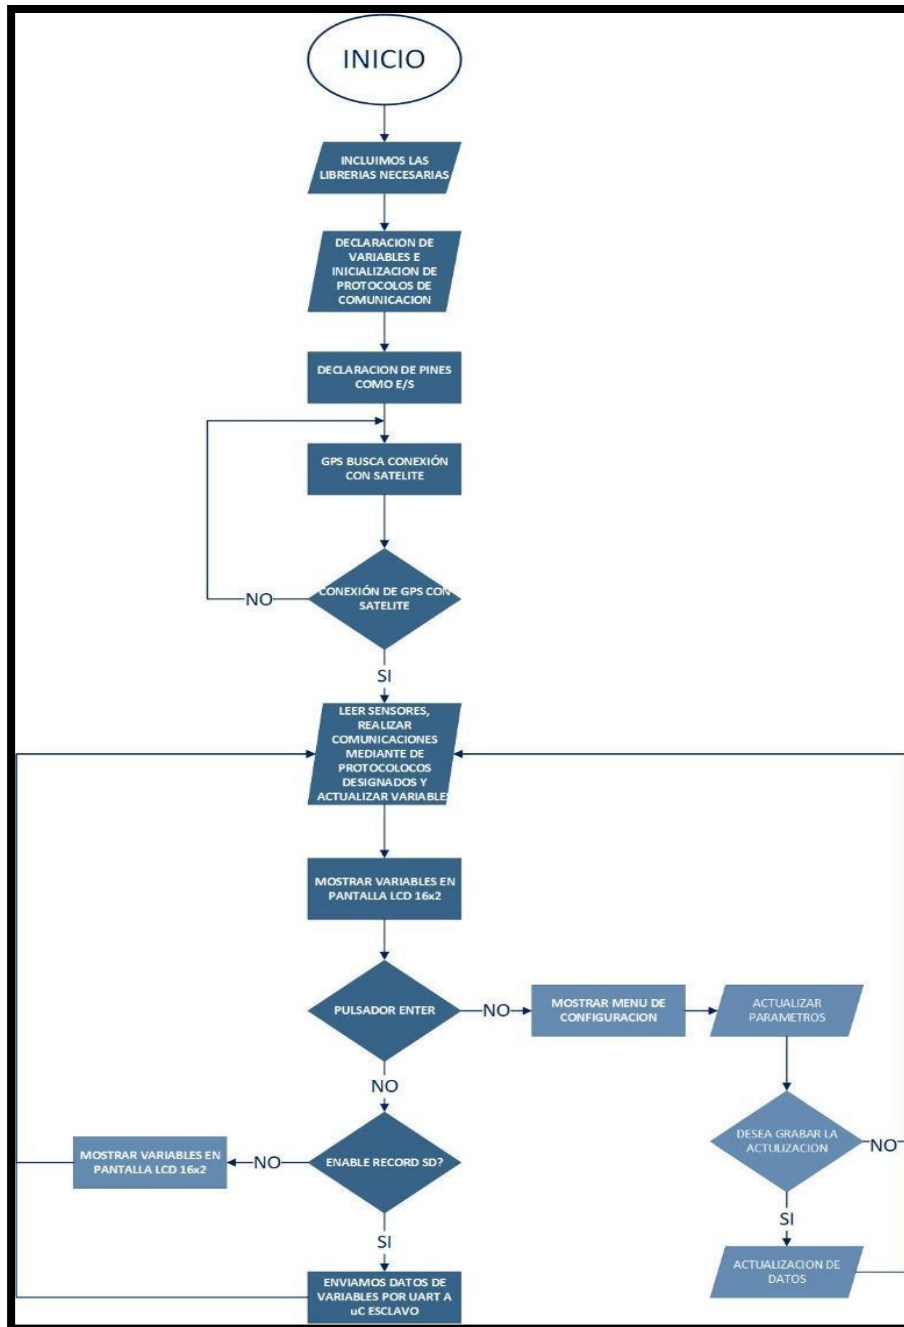 INICIO
INCLUIMOS LAS
LIBRERIAS NECESARIAS
DECLARACION DE
VARIABLES E
INICIALIZACION DE
PROTOCOLOS DE
COMUNICACION
DECLARACION DE PINES
COMO E/S
GPS BUSCA CONEXIÓN
CON SATELITE
CONEXIÓN DE GPS CON
SATELITE
NO
SI
LEER SENSORES,
REALIZAR
COMUNICACIONES
MEDIANTE DE
PROTOCOLOCOS
DESIGNADOS Y
ACTUALIZAR VARIABLES
MOSTRAR VARIABLES EN
PANTALLA LCD 16x2
PULSADOR ENTER
NO
MOSTRAR MENU DE
CONFIGURACION
ACTUALIZAR
PARAMETROS
NO
DESEA GRABAR LA
ACTULIZACION
NO
MOSTRAR VARIABLES EN
PANTALLA LCD 16x2
NO
ENABLE RECORD SD?
SI
SI
ENVIAMOS DATOS DE
VARIABLES POR UART A
uC ESCLAVO
ACTUALIZACION DE
DATOS